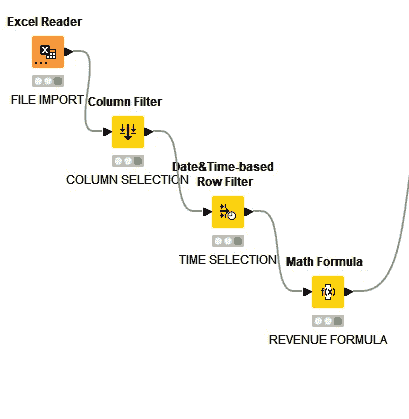 Excel Reader
FILE IMPORT
Column Filter
COLUMN SELECTION
Date&Time-based
Row Filter
TIME SELECTION
Math Formula
f(x)
REVENUE FORMULA